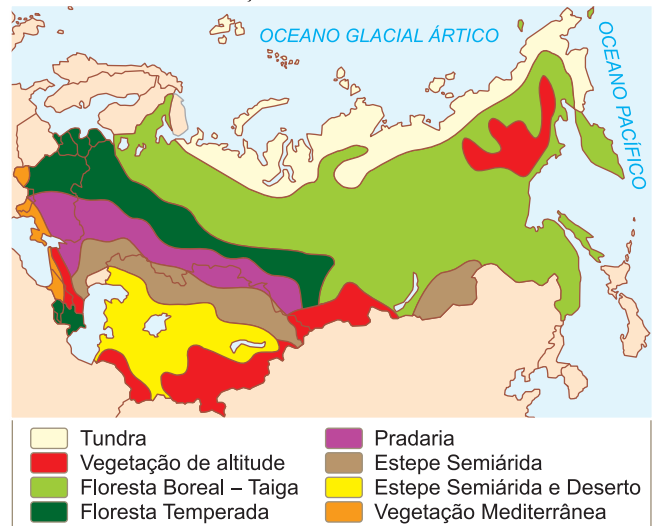 OCEANO GLACIAL ÁRTICO
OCEANO PACÍFICO
Tundra
Vegetação de altitude
Floresta Boreal – Taiga
Floresta Temperada
Pradaria
Estepe Semiárida
Estepe Semiárida e Deserto
Vegetação Mediterrânea